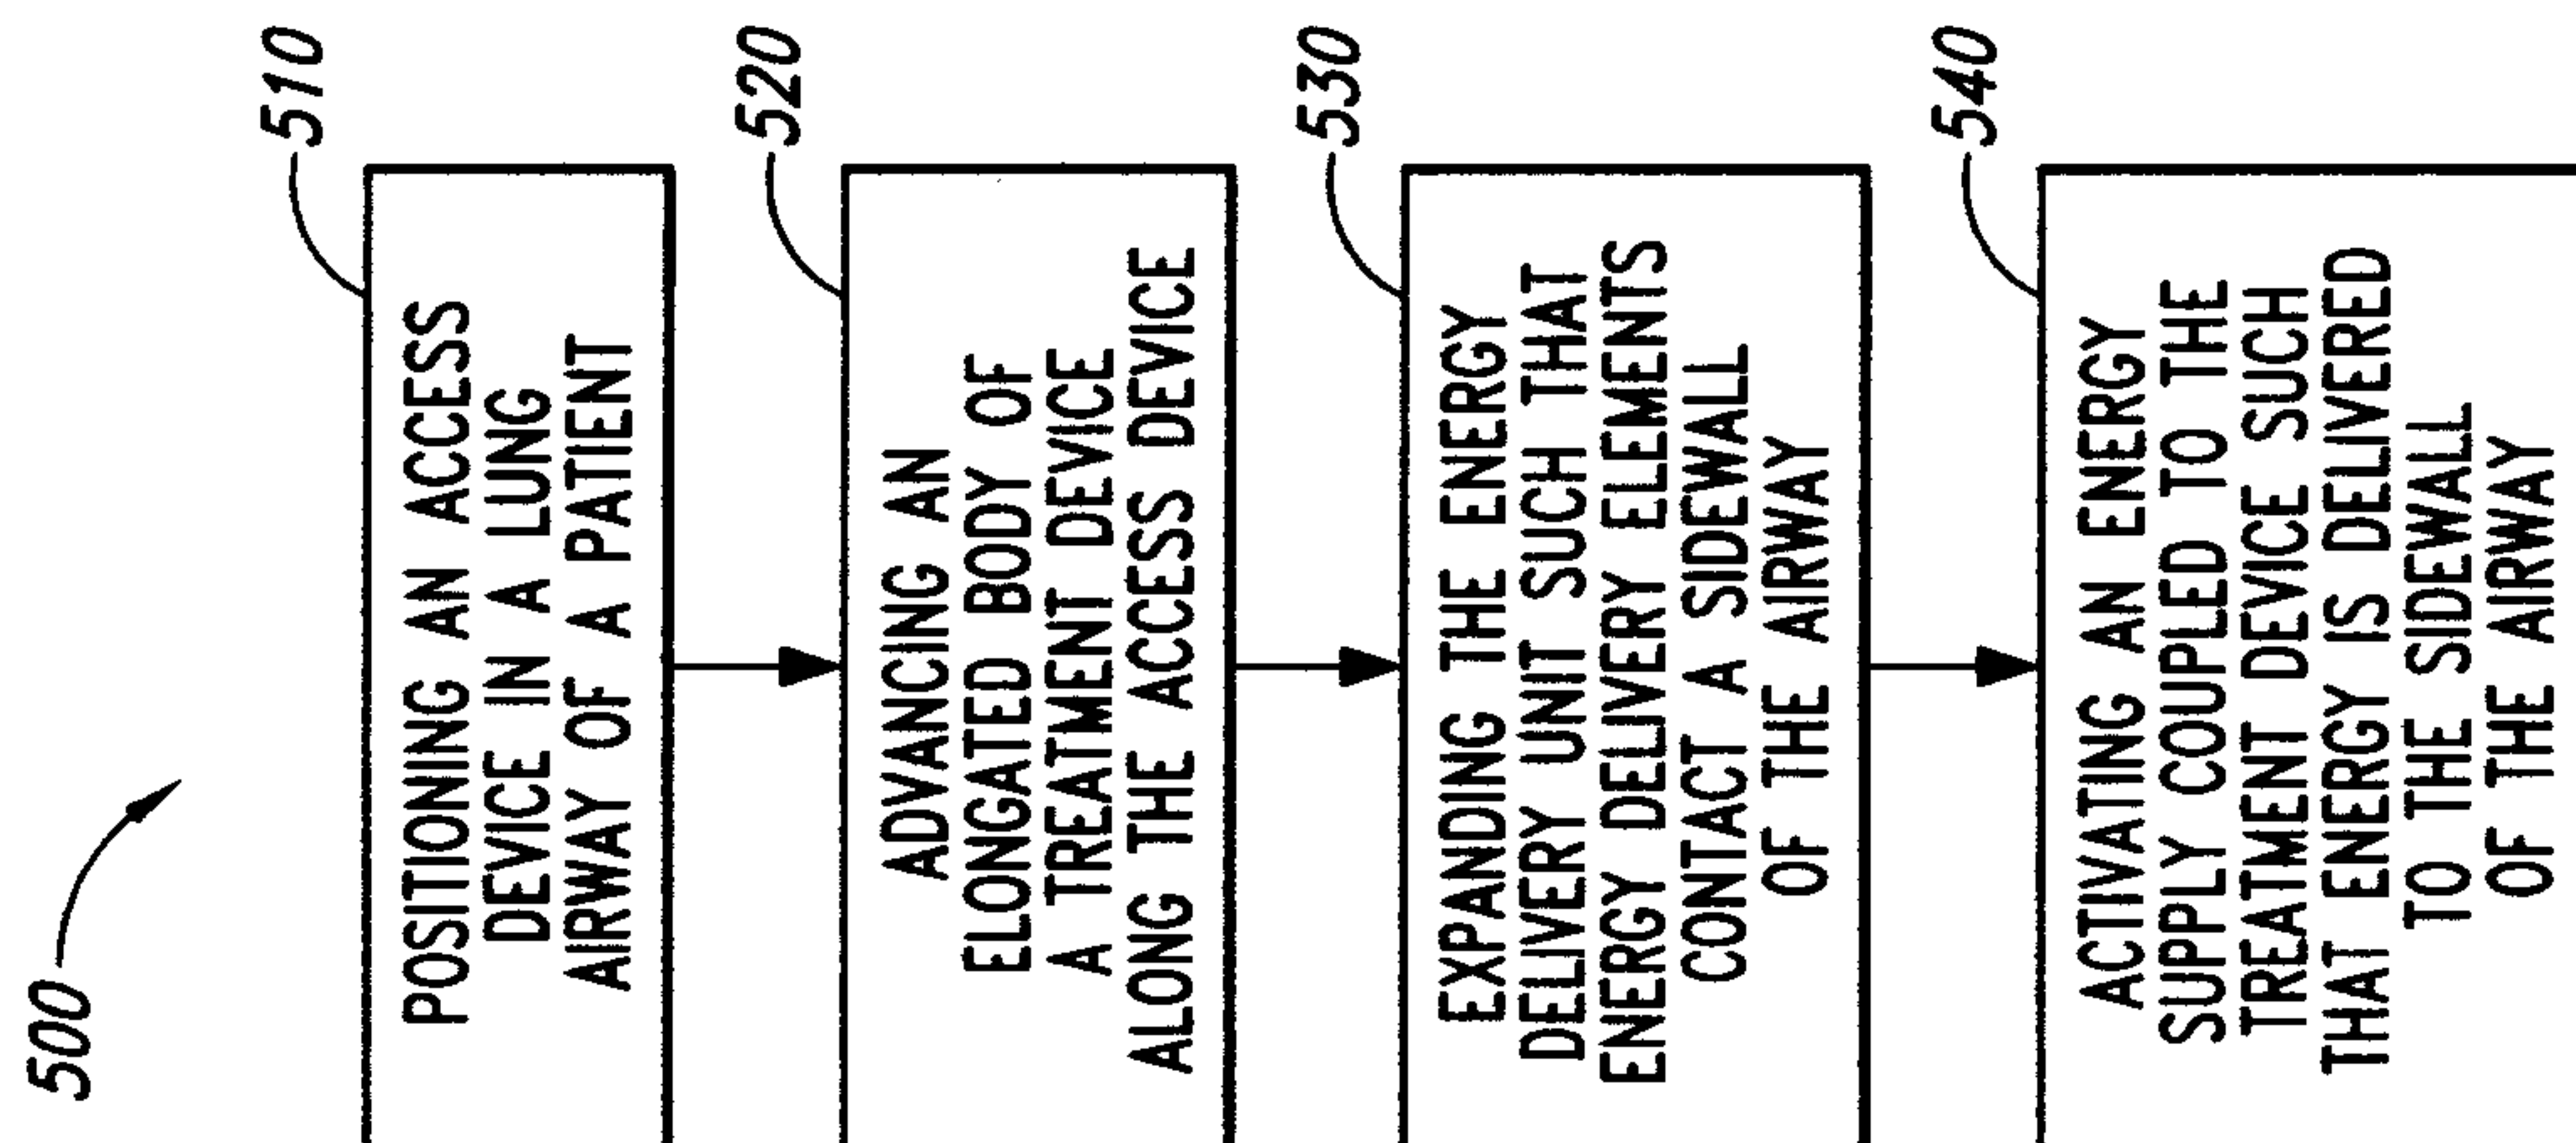 500
510
POSITIONING AN ACCESS
DEVICE IN A LUNG
AIRWAY OF A PATIENT
520
ADVANCING AN
ELONGATED BODY OF
A TREATMENT DEVICE
ALONG THE ACCESS DEVICE
530
EXPANDING THE ENERGY
DELIVERY UNIT SUCH THAT
ENERGY DELIVERY ELEMENTS
CONTACT A SIDEWALL
OF THE AIRWAY
540
ACTIVATING AN ENERGY
SUPPLY COUPLED TO THE
TREATMENT DEVICE SUCH
THAT ENERGY IS DELIVERED
TO THE SIDEWALL
OF THE AIRWAY